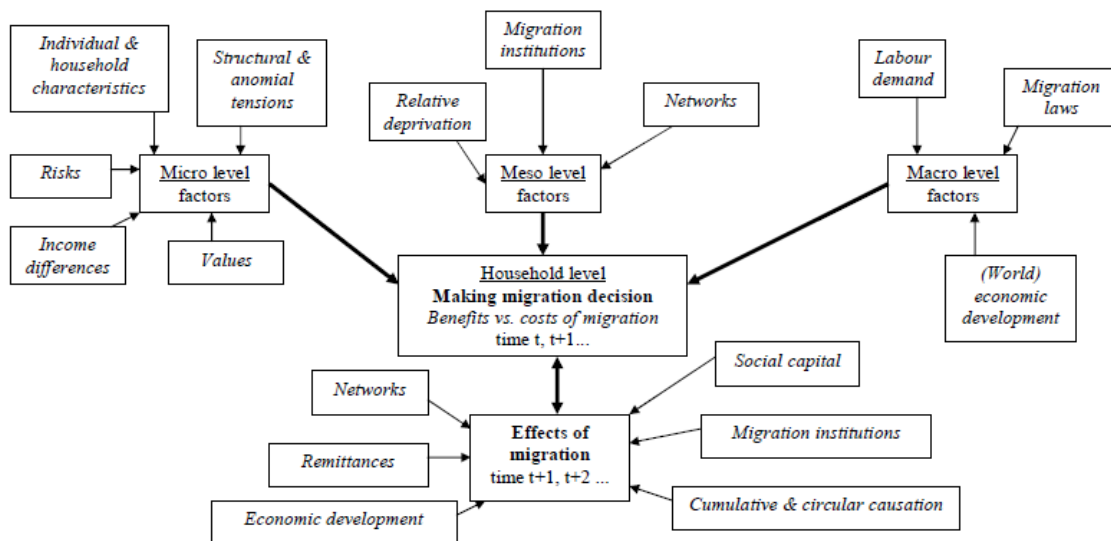 Individual &
household
characteristics
Structural &
anomial
tensions
Migration
institutions
Relative
deprivation
Networks
Labour
demand
Migration
laws
Risks
Micro level
factors
Meso level
factors
Macro level
factors
Income
differences
Values
(World)
economic
development
Household level
Making migration decision
Benefits vs. costs of migration
time t, t+1...
Networks
Social capital
Remittances
Effects of
migration
time t+1, t+2 ...
Migration institutions
Economic development
Cumulative & circular causation